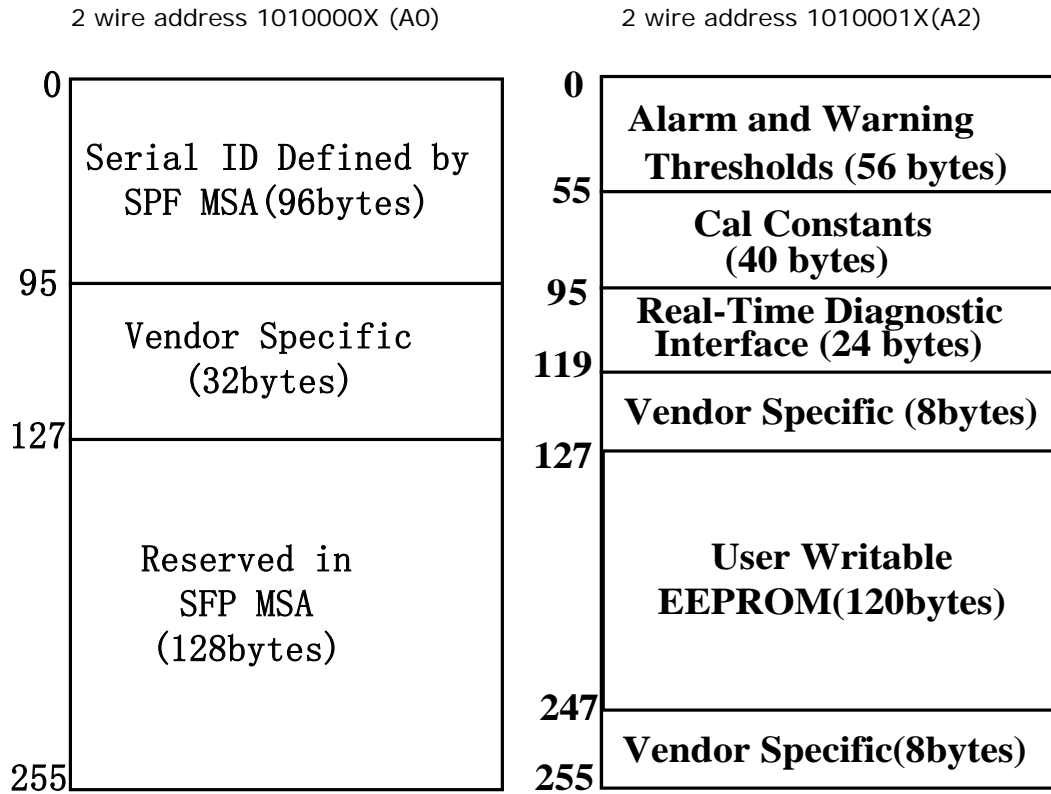 2 wire address 1010000X (A0)
0
Serial ID Defined by
SPF MSA(96bytes)
95
Vendor Specific
(32bytes)
127
Reserved in
SFP MSA
(128bytes)
255
2 wire address 1010001X(A2)
0
Alarm and Warning
Thresholds (56 bytes)
55
Cal Constants
(40 bytes)
95
Real-Time Diagnostic
Interface (24 bytes)
119
Vendor Specific (8bytes)
127
User Writable
EEPROM(120bytes)
247
Vendor Specific(8bytes)
255